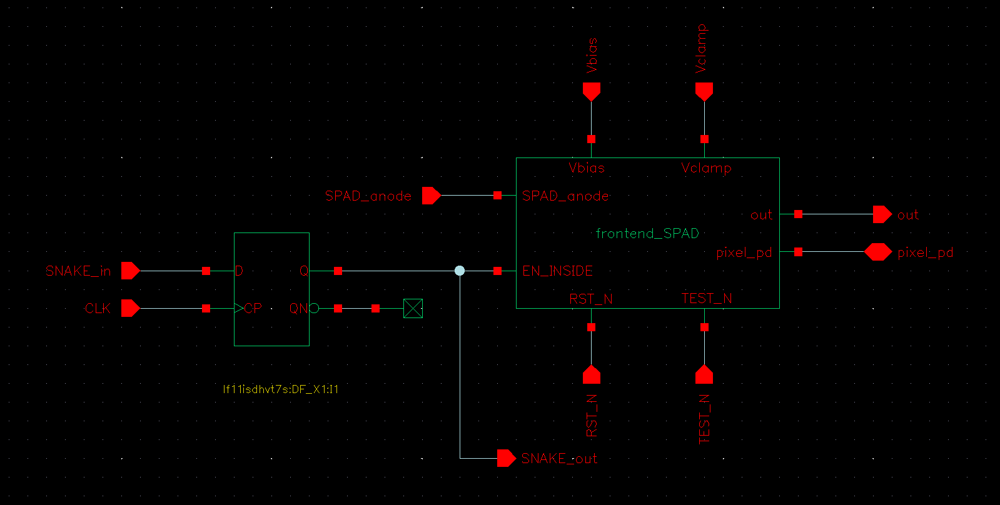 Vbias
Vclamp
Vbias
Vclamp
SPAD_anode
SPAD_anode
out
out
frontend_SPAD
pixel_pd
pixel_pd
SNAKE_in
D
Q
EN_INSIDE
CLK
CP
QN
RST_N
TEST_N
lf11isdhvt7s:DF_X1:I1
RST_N
TEST_N
SNAKE_out